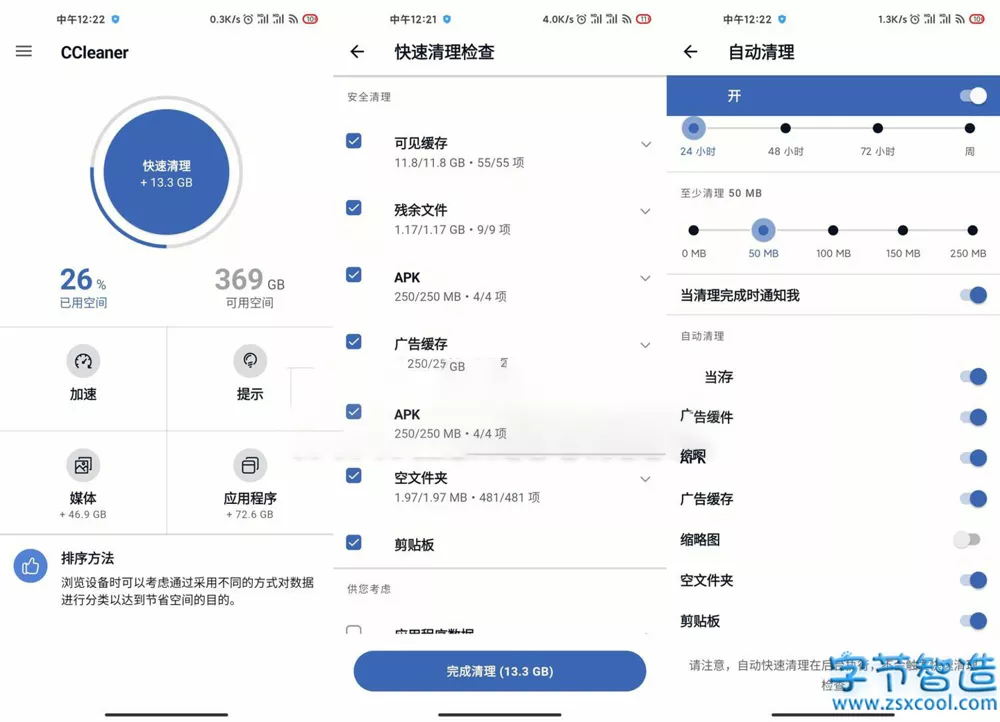 中午12:22
0.3K/s
CCleaner
快速清理
+ 13.3 GB
26 %
已用空间
369 GB
可用空间
加速
提示
媒体
+ 46.9 GB
应用程序
+ 72.6 GB
排序方法
浏览设备时可以考虑通过采用不同的方式对数据
进行分类以达到节省空间的目的。
中午12:21
4.0K/s
快速清理检查
安全清理
可见缓存
11.8/11.8 GB • 55/55 项
残余文件
1.17/1.17 GB • 9/9 项
APK
250/250 MB • 4/4 项
广告缓存
250/25 GB
APK
250/250 MB • 4/4 项
空文件夹
1.97/1.97 MB • 481/481 项
剪贴板
供您考虑
应用程序数据
完成清理 (13.3 GB)
中午12:22
1.3K/s
自动清理
开
24 小时
48 小时
72 小时
周
至少清理 50 MB
0 MB
50 MB
100 MB
150 MB
250 MB
当清理完成时通知我
自动清理
当存
广告缓件
广告缓存
缩略图
空文件夹
剪贴板
请注意，自动快速清理在后
检查
字节智造
www.zsxcool.com